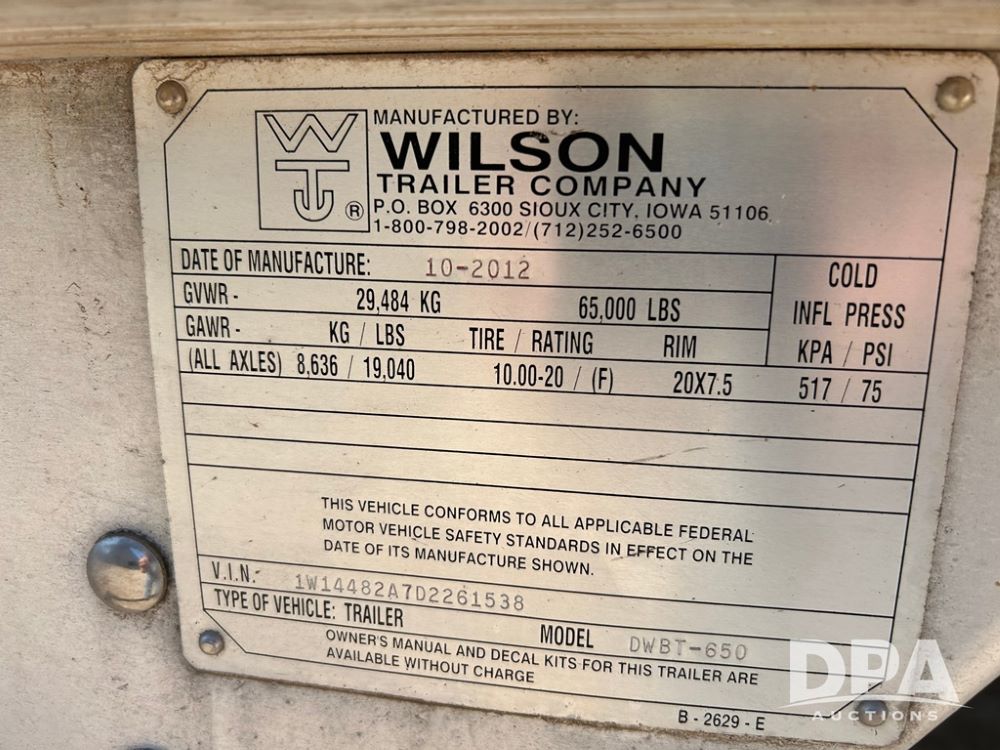 WT ®
MANUFACTURED BY:
WILSON
TRAILER COMPANY
P.O. BOX 6300 SIOUX CITY, IOWA 51106
1-800-798-2002/(712)252-6500
DATE OF MANUFACTURE: 10-2012
COLD
INFL PRESS
KPA / PSI
GVWR - 29,484 KG 65,000 LBS
GAWR - KG / LBS TIRE / RATING RIM
(ALL AXLES) 8,636 / 19,040 10.00-20 / (F) 20X7.5 517 / 75
THIS VEHICLE CONFORMS TO ALL APPLICABLE FEDERAL
MOTOR VEHICLE SAFETY STANDARDS IN EFFECT ON THE
DATE OF ITS MANUFACTURE SHOWN.
V.I.N. 1W14482A7D2261538
TYPE OF VEHICLE: TRAILER MODEL DWBT-650
OWNER'S MANUAL AND DECAL KITS FOR THIS TRAILER ARE
AVAILABLE WITHOUT CHARGE
B - 2629 - E
DPA
AUCTIONS